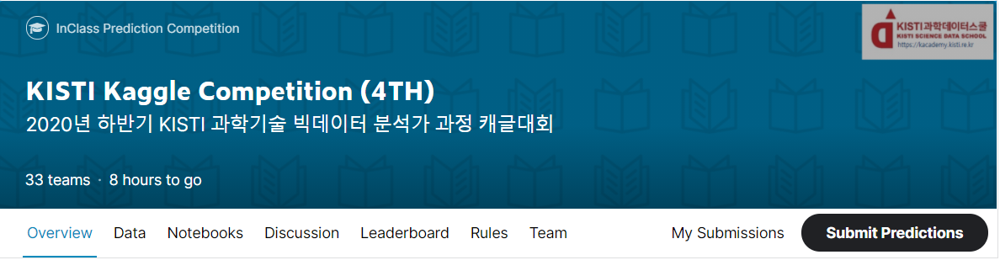 InClass Prediction Competition
KISTI과학데이터스쿨
KISTI SCIENCE DATA SCHOOL
https://kacademy.kisti.re.kr
KISTI Kaggle Competition (4TH)
2020년 하반기 KISTI 과학기술 빅데이터 분석가 과정 캐글대회
33 teams · 8 hours to go
Overview Data Notebooks Discussion Leaderboard Rules Team My Submissions Submit Predictions